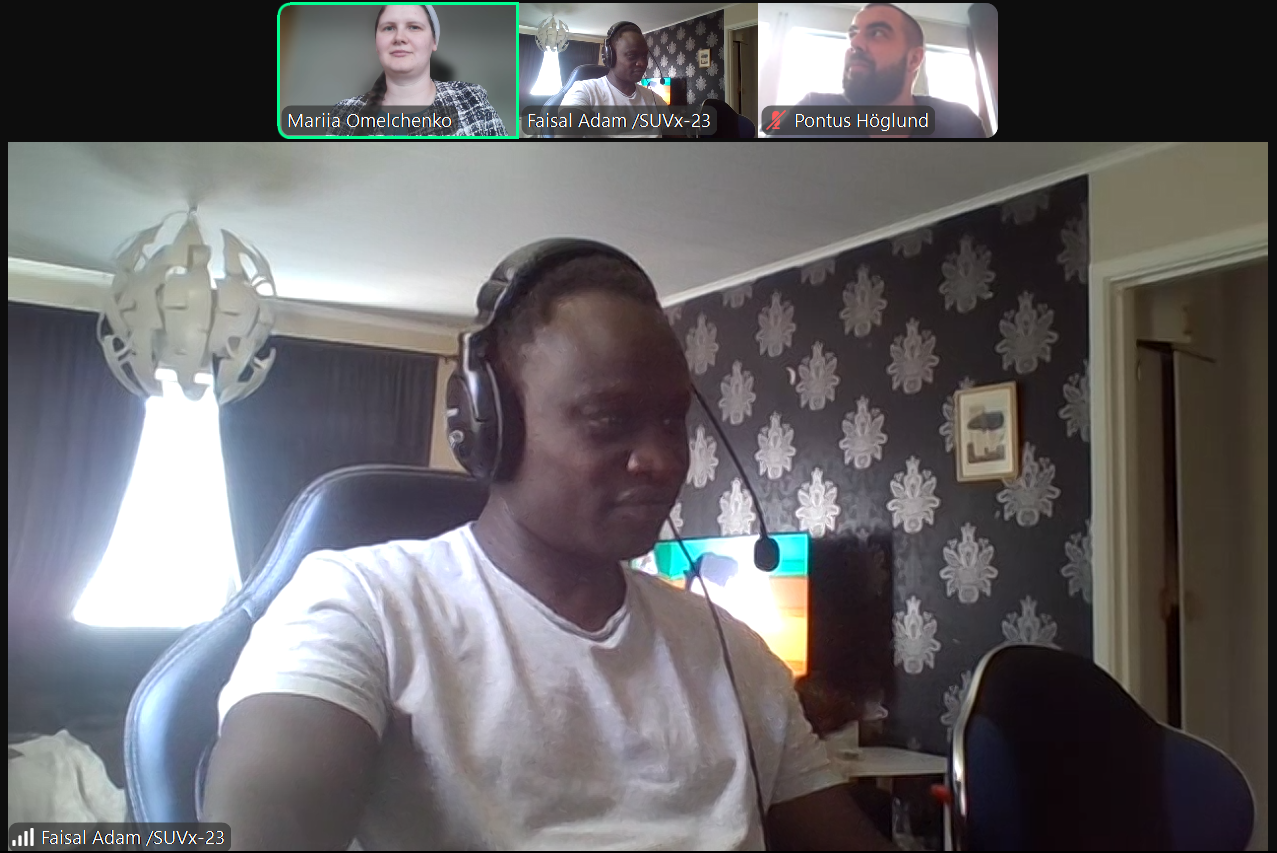 Mariia Omelchenko
Faisal Adam /SUVx-23
Pontus Höglund
Faisal Adam /SUVx-23